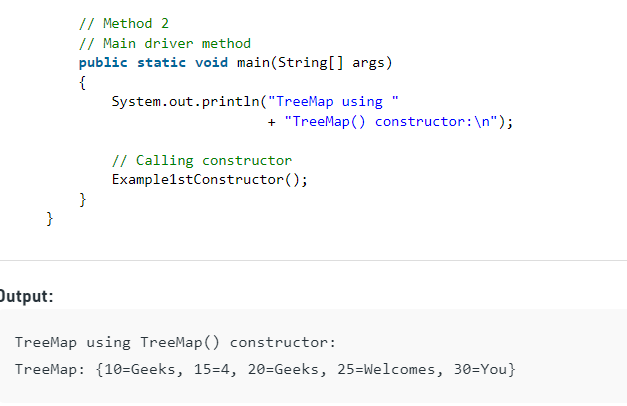 // Method 2
// Main driver method
public static void main(String[] args)
{
System.out.println("TreeMap using "
+ "TreeMap() constructor:\n");
// Calling constructor
Example1stConstructor();
}
}
Output:
TreeMap using TreeMap() constructor:
TreeMap: {10=Geeks, 15=4, 20=Geeks, 25=Welcomes, 30=You}